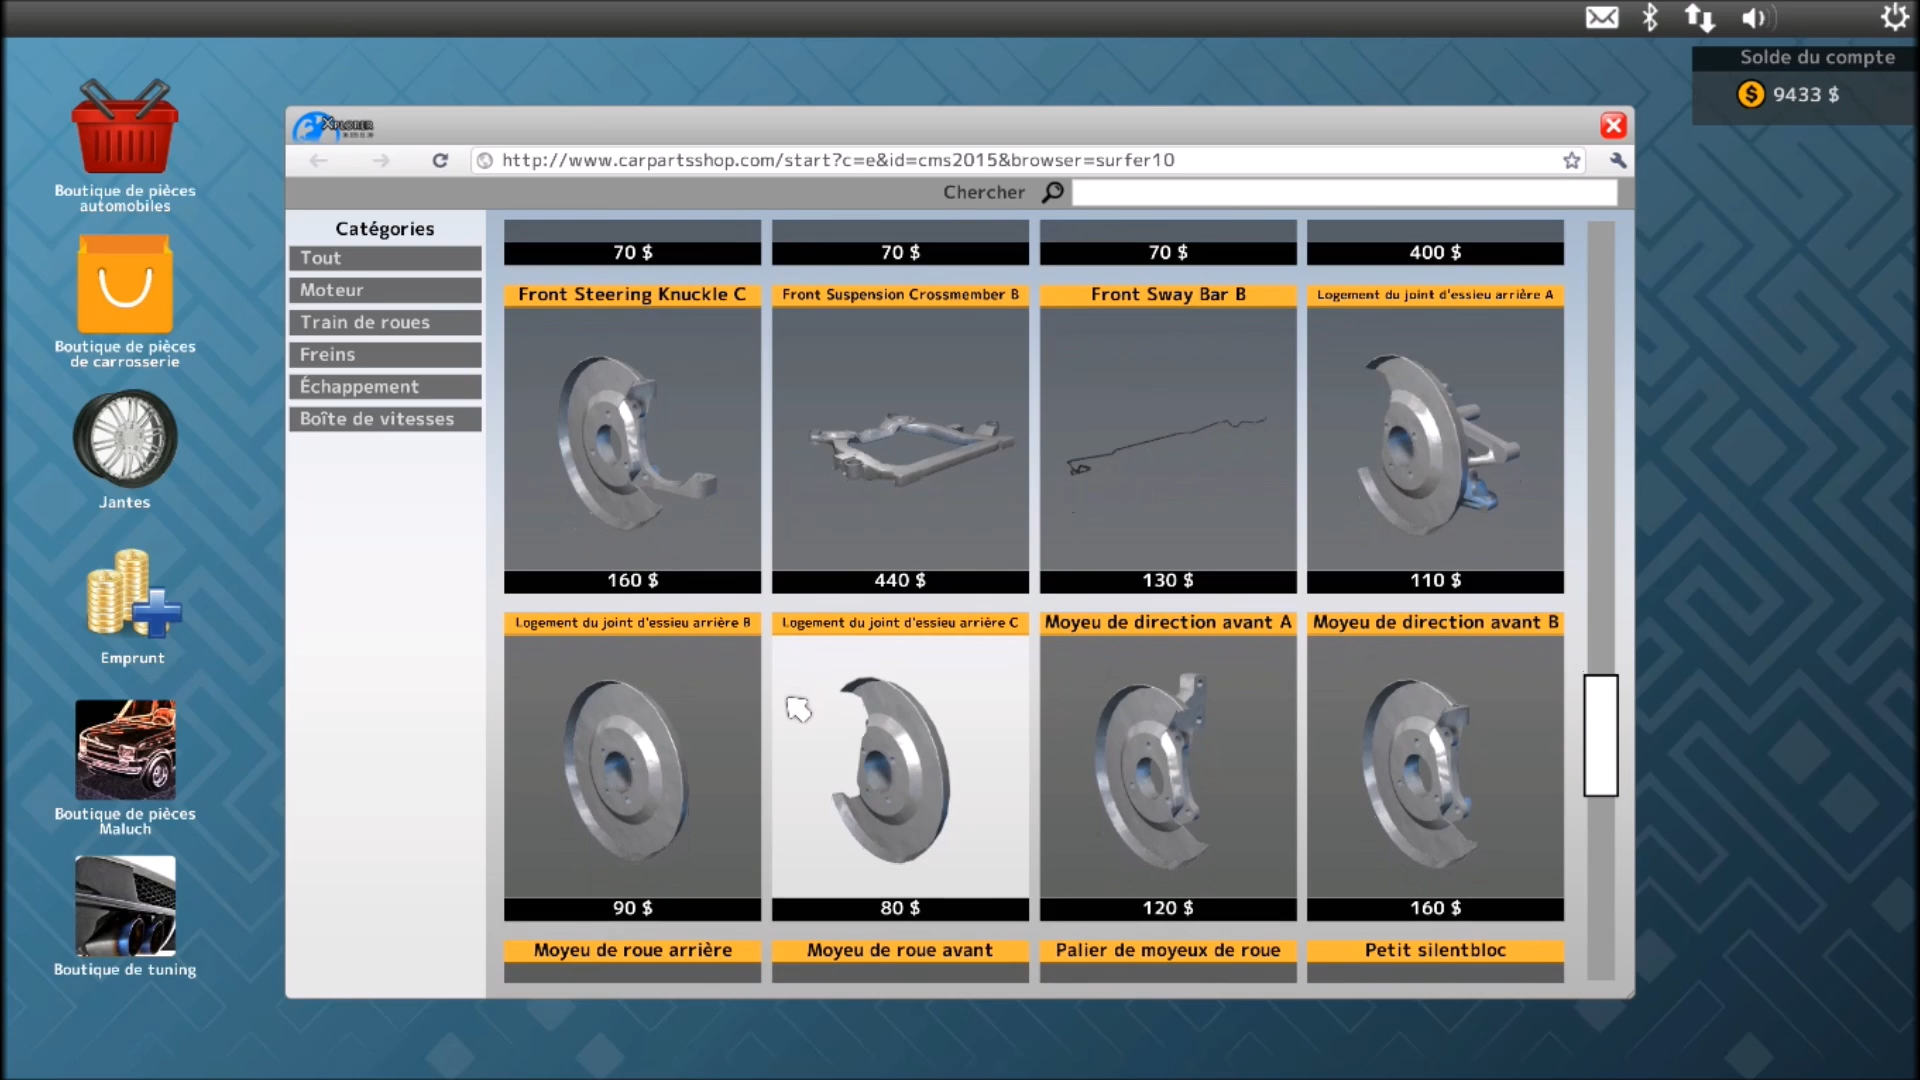 Solde du compte
9433 $
Boutique de pièces
automobiles
Boutique de pièces
de carrosserie
Jantes
Emprunt
Boutique de pièces
Maluch
Boutique de tuning
XPLORER
http://www.carpartsshop.com/start?c=e&id=cms2015&browser=surfer10
Chercher
Catégories
Tout
Moteur
Train de roues
Freins
Échappement
Boîte de vitesses
70 $
70 $
70 $
400 $
Front Steering Knuckle C
Front Suspension Crossmember B
Front Sway Bar B
Logement du joint d'essieu arrière A
160 $
440 $
130 $
110 $
Logement du joint d'essieu arrière B
Logement du joint d'essieu arrière C
Moyeu de direction avant A
Moyeu de direction avant B
90 $
80 $
120 $
160 $
Moyeu de roue arrière
Moyeu de roue avant
Palier de moyeux de roue
Petit silentbloc